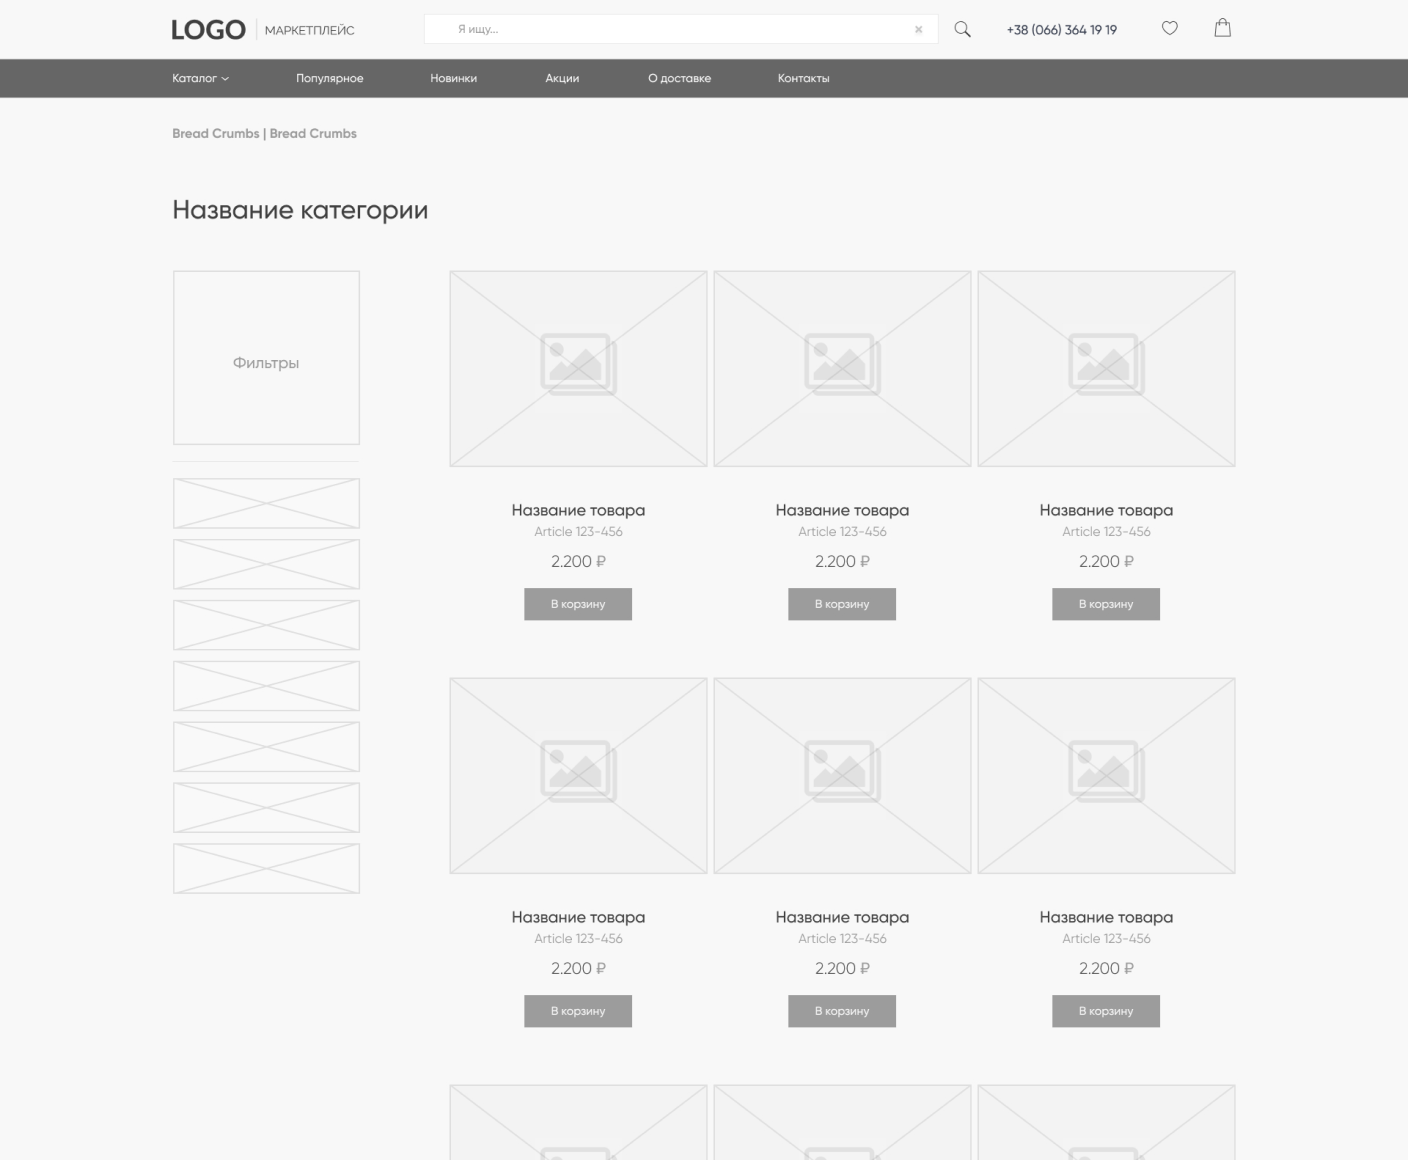 LOGO МАРКЕТПЛЕЙС
Я ищу...
+38 (066) 364 19 19
Каталог Популярное Новинки Акции О доставке Контакты
Bread Crumbs | Bread Crumbs
Название категории
Фильтры
Название товара Название товара Название товара
Article 123-456 Article 123-456 Article 123-456
2.200 ₽ 2.200 ₽ 2.200 ₽
В корзину В корзину В корзину
Название товара Название товара Название товара
Article 123-456 Article 123-456 Article 123-456
2.200 ₽ 2.200 ₽ 2.200 ₽
В корзину В корзину В корзину